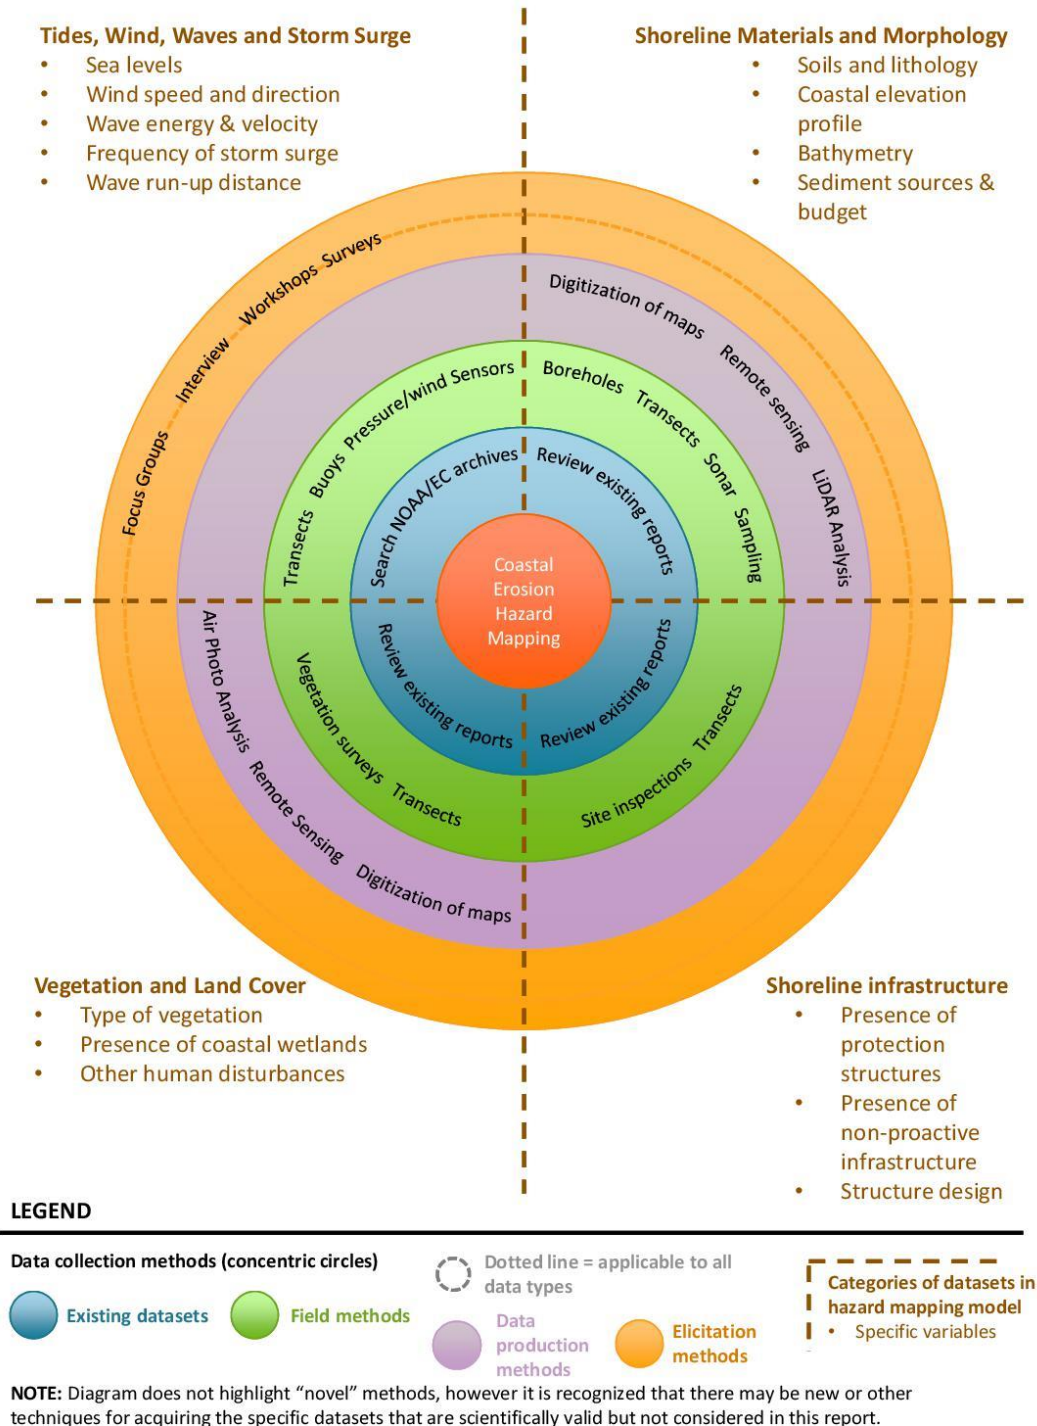 Tides, Wind, Waves and Storm Surge
• Sea levels
• Wind speed and direction
• Wave energy & velocity
• Frequency of storm surge
• Wave run-up distance
Shoreline Materials and Morphology
• Soils and lithology
• Coastal elevation
profile
• Bathymetry
• Sediment sources &
budget
Focus Groups Interview Workshops Surveys
Digitization of maps Remote sensing LiDAR Analysis
Transects Buoys Pressure/wind Sensors
Boreholes Transects Sonar Sampling
Search NOAA/EC archives
Review existing reports
Coastal
Erosion
Hazard
Mapping
Review existing reports
Review existing reports
Vegetation surveys Transects
Site inspections Transects
Air Photo Analysis Remote Sensing Digitization of maps
Vegetation and Land Cover
• Type of vegetation
• Presence of coastal wetlands
• Other human disturbances
Shoreline infrastructure
• Presence of
protection
structures
• Presence of
non-proactive
infrastructure
• Structure design
LEGEND
Data collection methods (concentric circles)
Existing datasets
Field methods
Dotted line = applicable to all
data types
Data
production
methods
Elicitation
methods
Categories of datasets in
hazard mapping model
• Specific variables
NOTE: Diagram does not highlight “novel” methods, however it is recognized that there may be new or other
techniques for acquiring the specific datasets that are scientifically valid but not considered in this report.